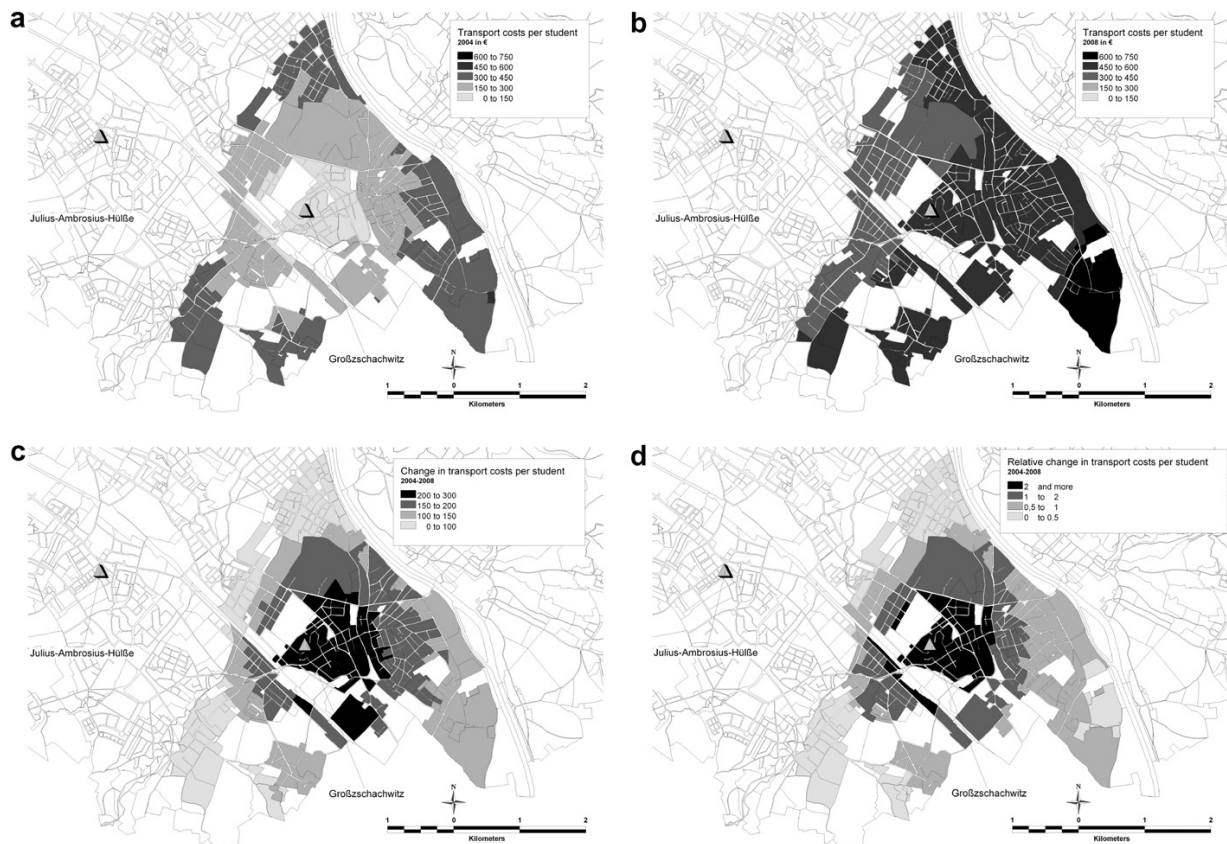 a
Transport costs per student
2004 in €
600 to 750
450 to 600
300 to 450
150 to 300
0 to 150
Julius-Ambrosius-Hülße
Großzschachwitz
N
1 0 1 2
Kilometers
b
Transport costs per student
2008 in €
600 to 750
450 to 600
300 to 450
150 to 300
0 to 150
Julius-Ambrosius-Hülße
Großzschachwitz
N
1 0 1 2
Kilometers
c
Change in transport costs per student
2004-2008
200 to 300
150 to 200
100 to 150
0 to 100
Julius-Ambrosius-Hülße
Großzschachwitz
N
1 0 1 2
Kilometers
d
Relative change in transport costs per student
2004-2008
2 and more
1 to 2
0,5 to 1
0 to 0.5
Julius-Ambrosius-Hülße
Großzschachwitz
N
1 0 1 2
Kilometers